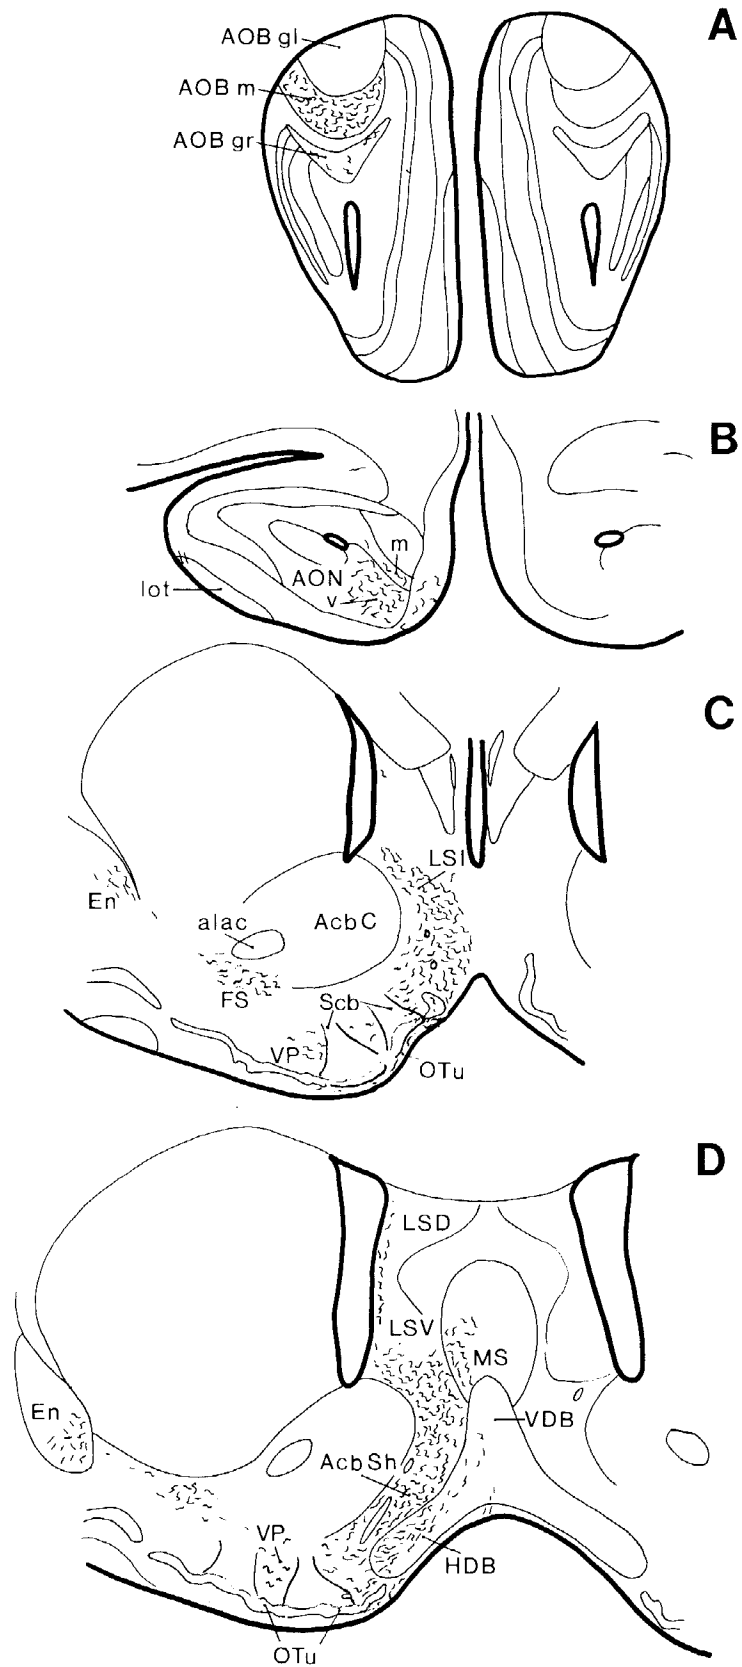 A
AOB gl
AOB m
AOB gr
B
m
AON
lot
v
C
LSI
En
alac
AcbC
FS
Scb
VP
OTu
D
LSD
LSV
MS
En
VDB
AcbSh
VP
HDB
OTu